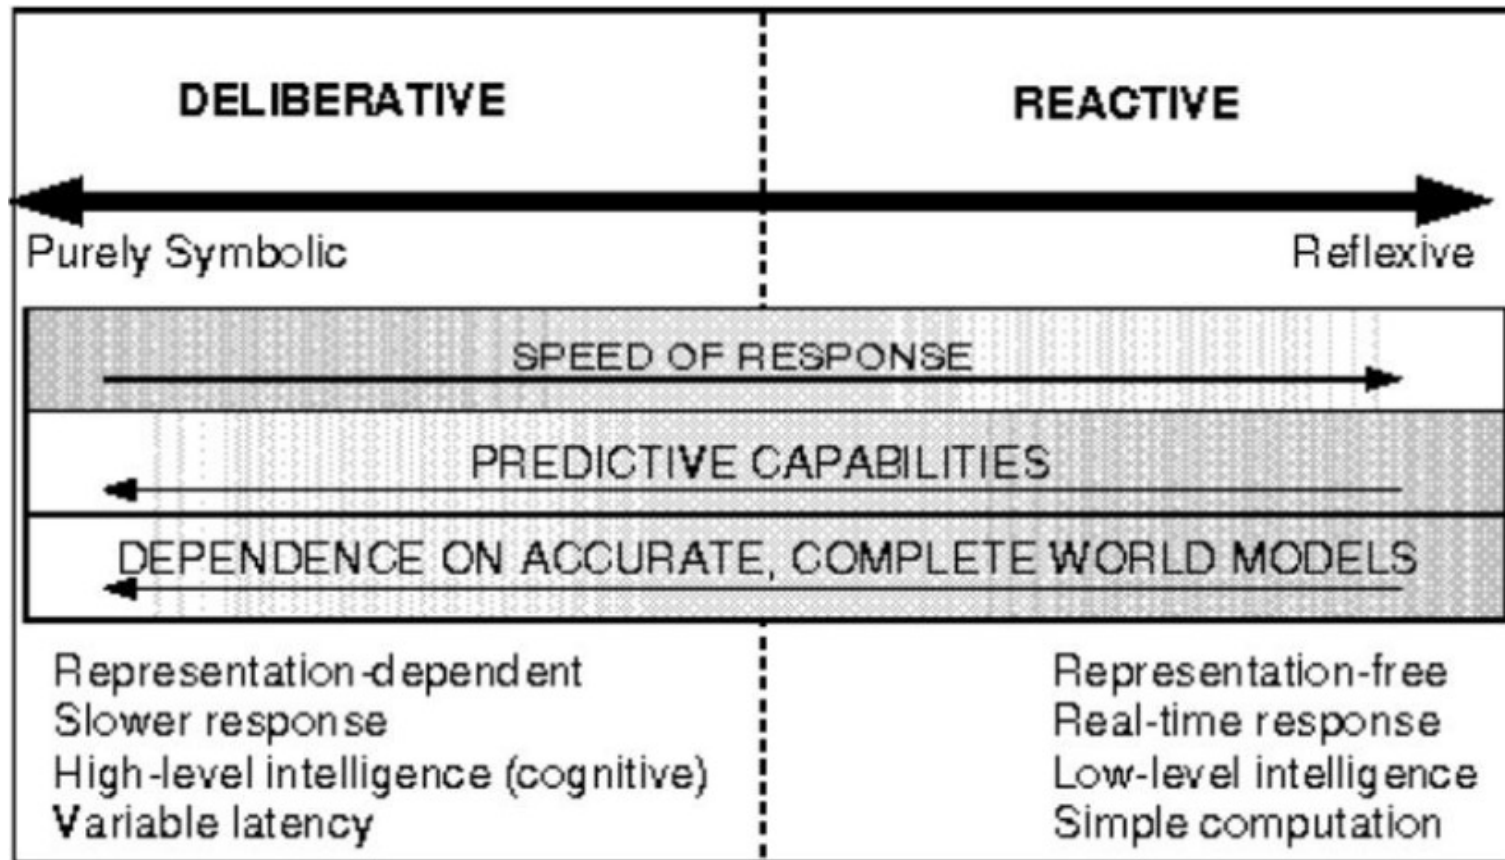 DELIBERATIVE
REACTIVE
Purely Symbolic
Reflexive
SPEED OF RESPONSE
PREDICTIVE CAPABILITIES
DEPENDENCE ON ACCURATE, COMPLETE WORLD MODELS
Representation-dependent
Slower response
High-level intelligence (cognitive)
Variable latency
Representation-free
Real-time response
Low-level intelligence
Simple computation